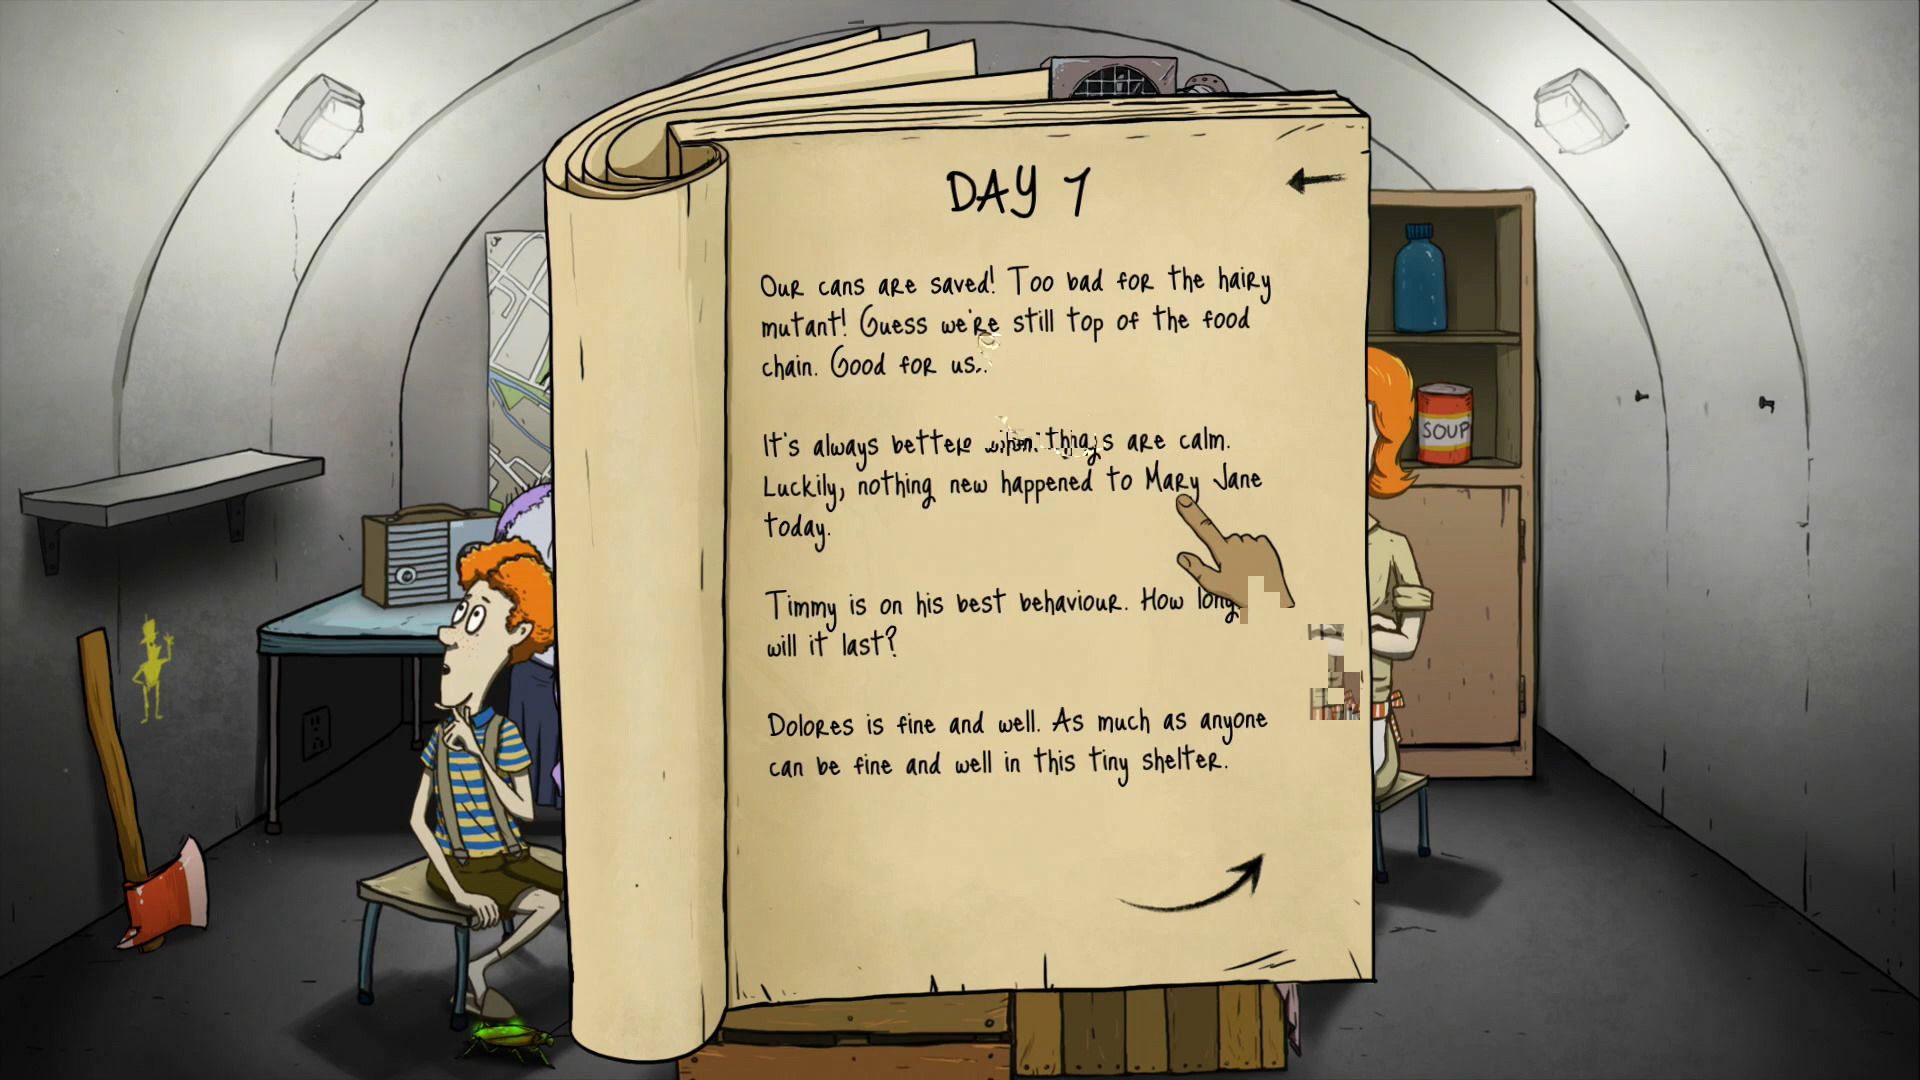 DAY 7
Our cans are saved! Too bad for the hairy
mutant! Guess we're still top of the food
chain. Good for us..
It's always better when things are calm.
Luckily, nothing new happened to Mary Jane
today.
Timmy is on his best behaviour. How long
will it last?
Dolores is fine and well. As much as anyone
can be fine and well in this tiny shelter.
SOUP